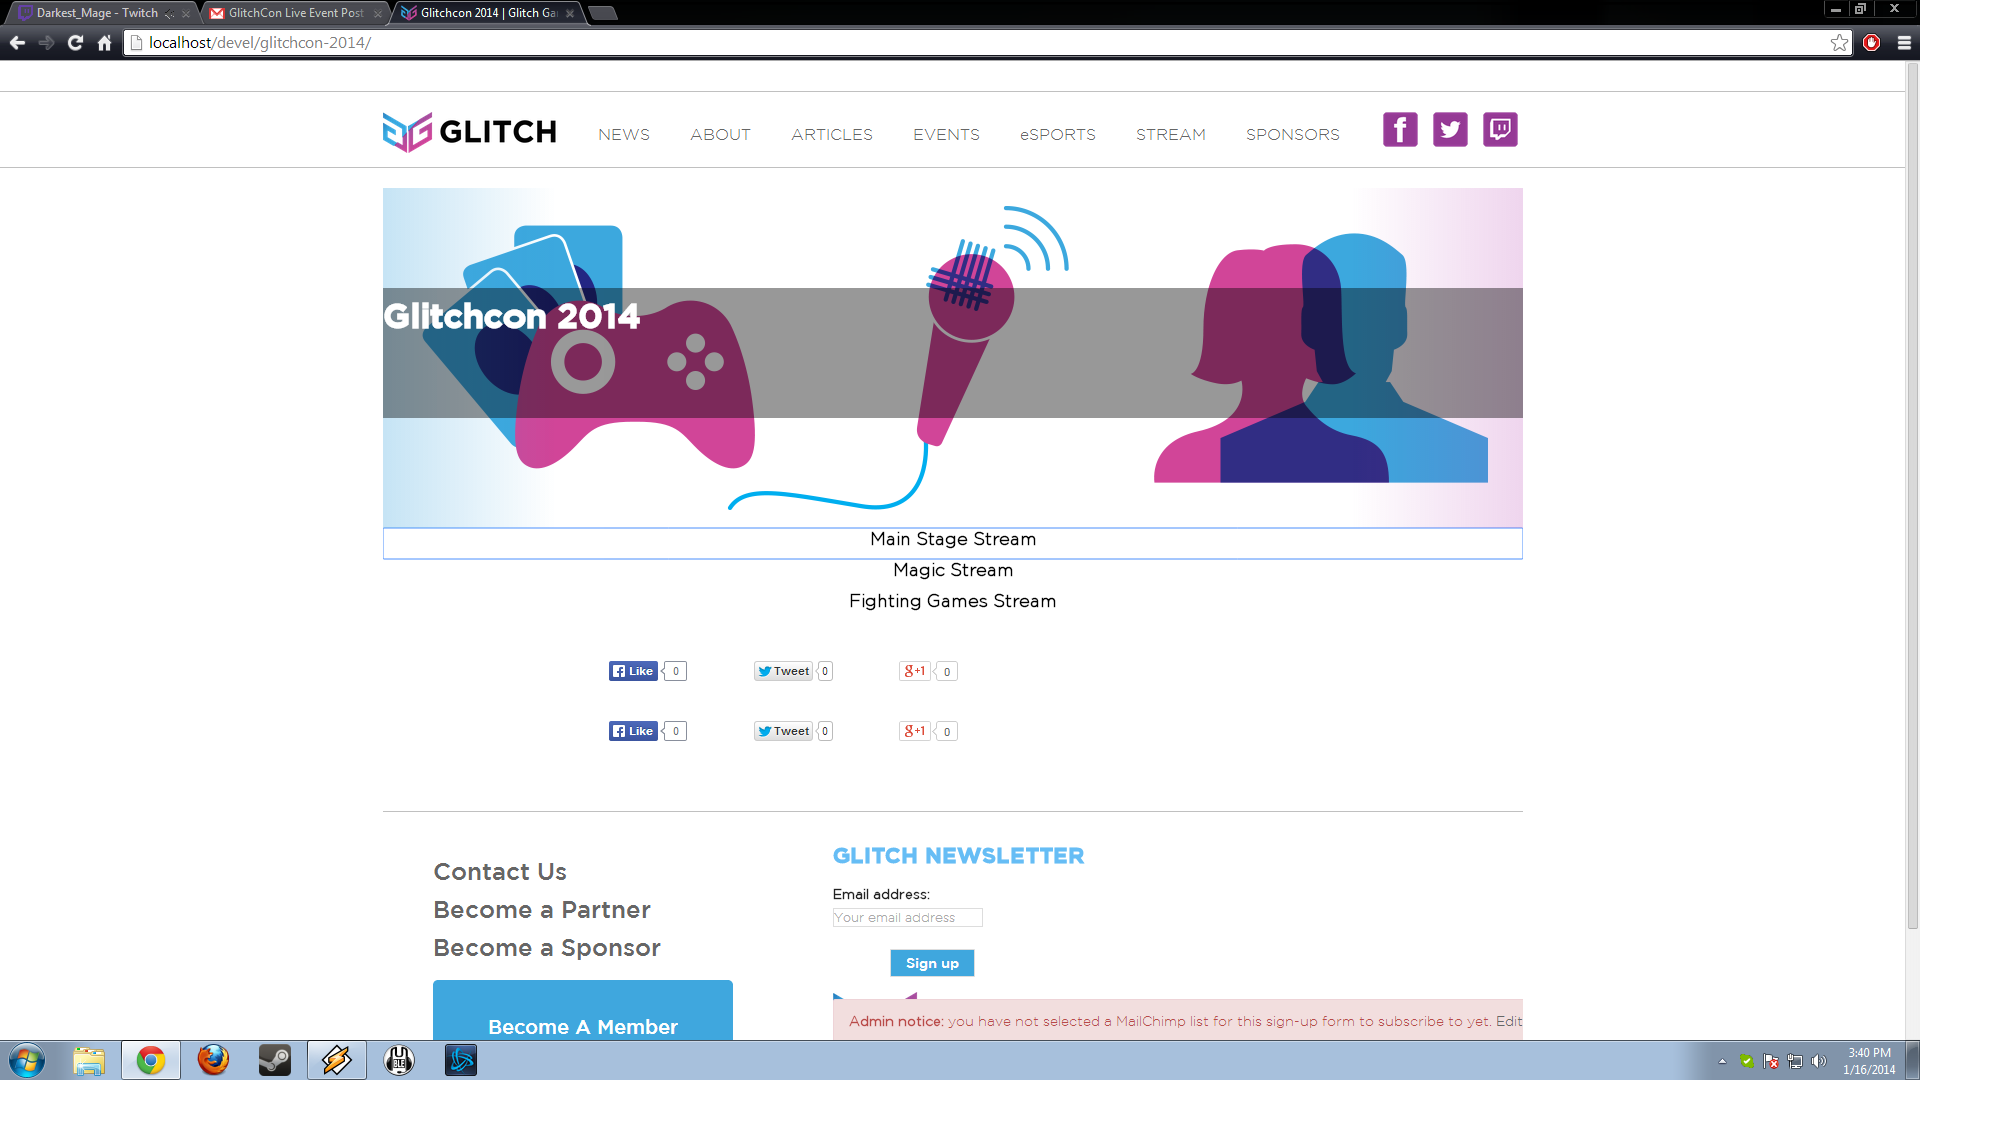 Darkest_Mage - Twitch
GlitchCon Live Event Post
Glitchcon 2014 | Glitch Ga
localhost/devel/glitchcon-2014/
GLITCH NEWS ABOUT ARTICLES EVENTS eSPORTS STREAM SPONSORS
Glitchcon 2014
Main Stage Stream
Magic Stream
Fighting Games Stream
Like 0 Tweet 0 g+1 0
Like 0 Tweet 0 g+1 0
Contact Us
Become a Partner
Become a Sponsor
Become A Member
GLITCH NEWSLETTER
Email address:
Your email address
Sign up
Admin notice: you have not selected a MailChimp list for this sign-up form to subscribe to yet. Edit
BLE
3:40 PM
1/16/2014